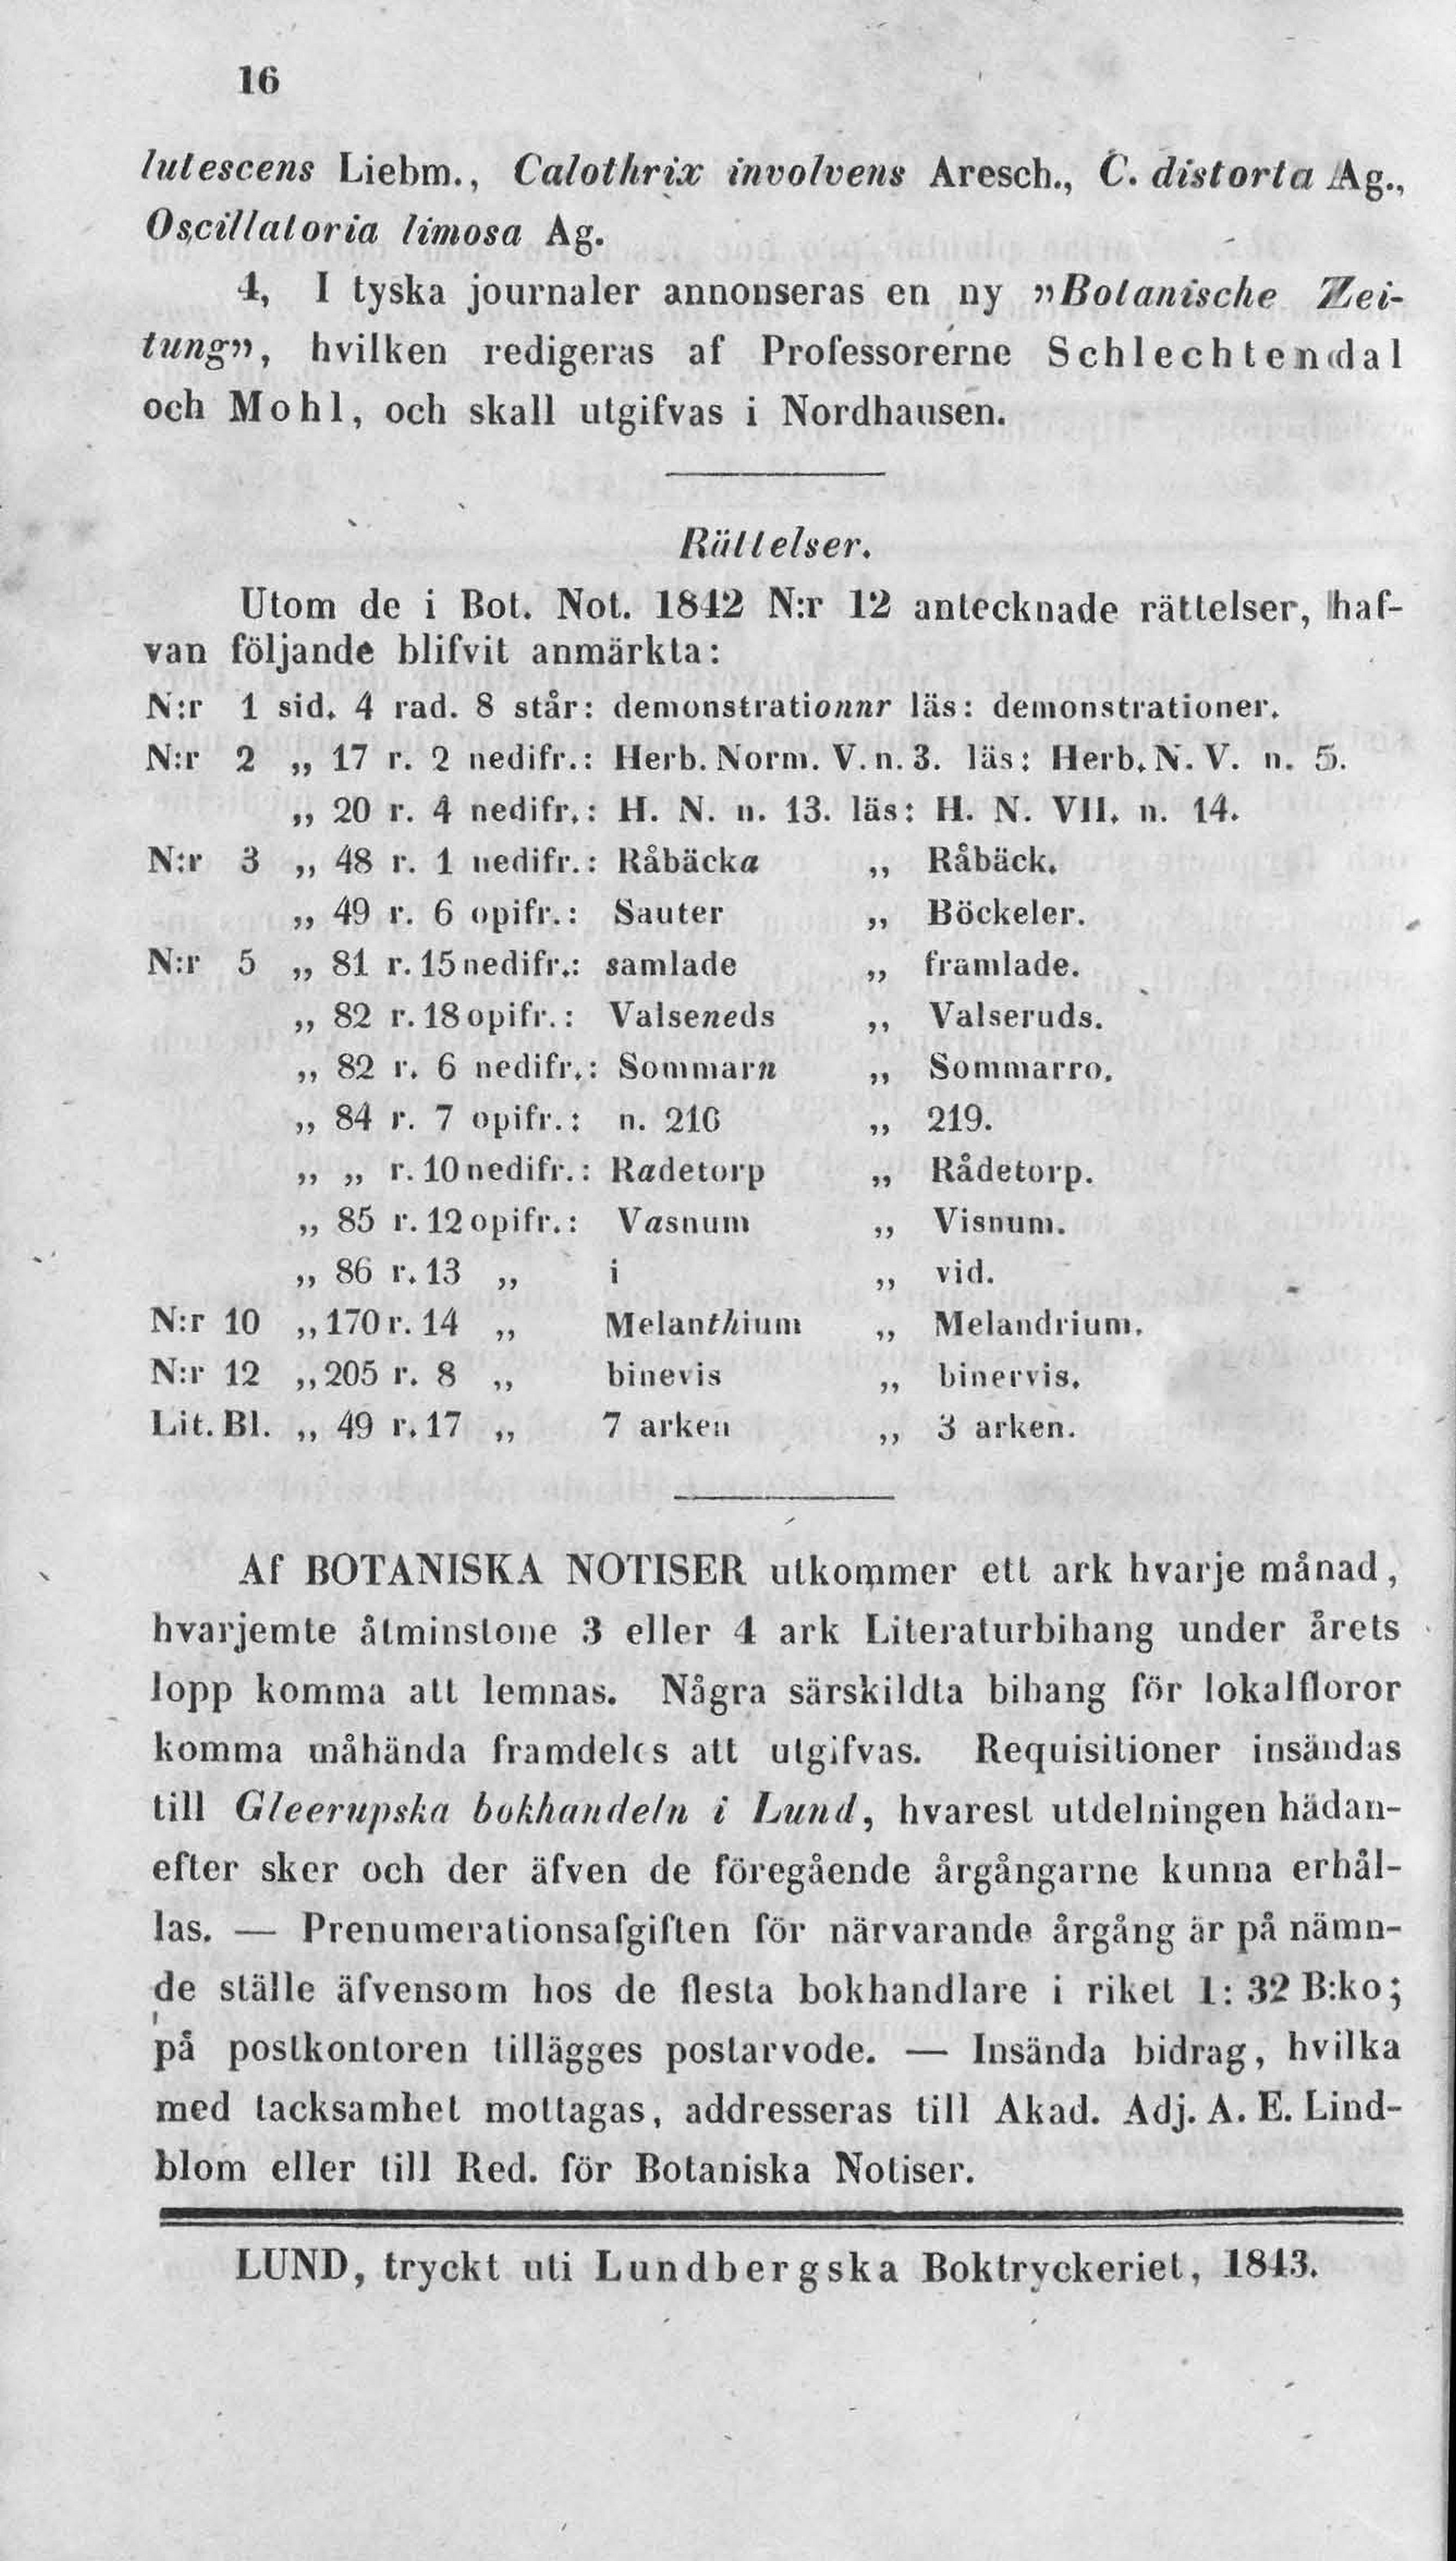 16
lutescens Liebm., Calothrix involvens Aresch., C. distorta Ag.,
Oscillatoria limosa Ag.
4, I tyska journaler annonseras en ny »Botanische Zei-
tung», hvilken redigeras af Professorerne Schlechtendal
och Mohl, och skall utgifvas i Nordhausen.
Rättelser.
Utom de i Bot. Not. 1842 N:r 12 antecknade rättelser, haf-
van följande blifvit anmärkta:
N:r 1 sid. 4 rad. 8 står: demonstrationnr läs: demonstrationer.
N:r 2 „ 17 r. 2 nedifr.: Herb. Norm. V. n. 3. läs: Herb. N. V. n. 5.
„ 20 r. 4 nedifr.: H. N. n. 13. läs: H. N. VII. n. 14.
N:r 3 „ 48 r. 1 nedifr.: Råbäcka „ Råbäck.
„ 49 r. 6 opifr.: Sauter „ Böckeler.
N:r 5 „ 81 r. 15 nedifr.: samlade „ framlade.
„ 82 r. 18 opifr.: Valseneds „ Valseruds.
„ 82 r. 6 nedifr.: Sommarn „ Sommarro.
„ 84 r. 7 opifr.: n. 216 „ 219.
„ „ r. 10 nedifr.: Radetorp „ Rådetorp.
„ 85 r. 12 opifr.: Vasnum „ Visnum.
„ 86 r. 13 „ i „ vid.
N:r 10 „ 170 r. 14 „ Melanthium „ Melandrium.
N:r 12 „ 205 r. 8 „ binevis „ binervis.
Lit. Bl. „ 49 r. 17 „ 7 arken „ 3 arken.
Af BOTANISKA NOTISER utkommer ett ark hvarje månad,
hvarjemte åtminstone 3 eller 4 ark Literaturbihang under årets
lopp komma att lemnas. Några särskildta bihang för lokalfloror
komma måhända framdeles att utgifvas. Requisitioner insändas
till Gleerupska bokhandeln i Lund, hvarest utdelningen hädan-
efter sker och der äfven de föregående årgångarne kunna erhål-
las. — Prenumerationsafgiften för närvarande årgång är på nämn-
de ställe äfvensom hos de flesta bokhandlare i riket 1: 32 B:ko;
på postkontoren tillägges postarvode. — Insända bidrag, hvilka
med tacksamhet mottagas, addresseras till Akad. Adj. A. E. Lind-
blom eller till Red. för Botaniska Notiser.
LUND, tryckt uti Lundbergska Boktryckeriet, 1843.